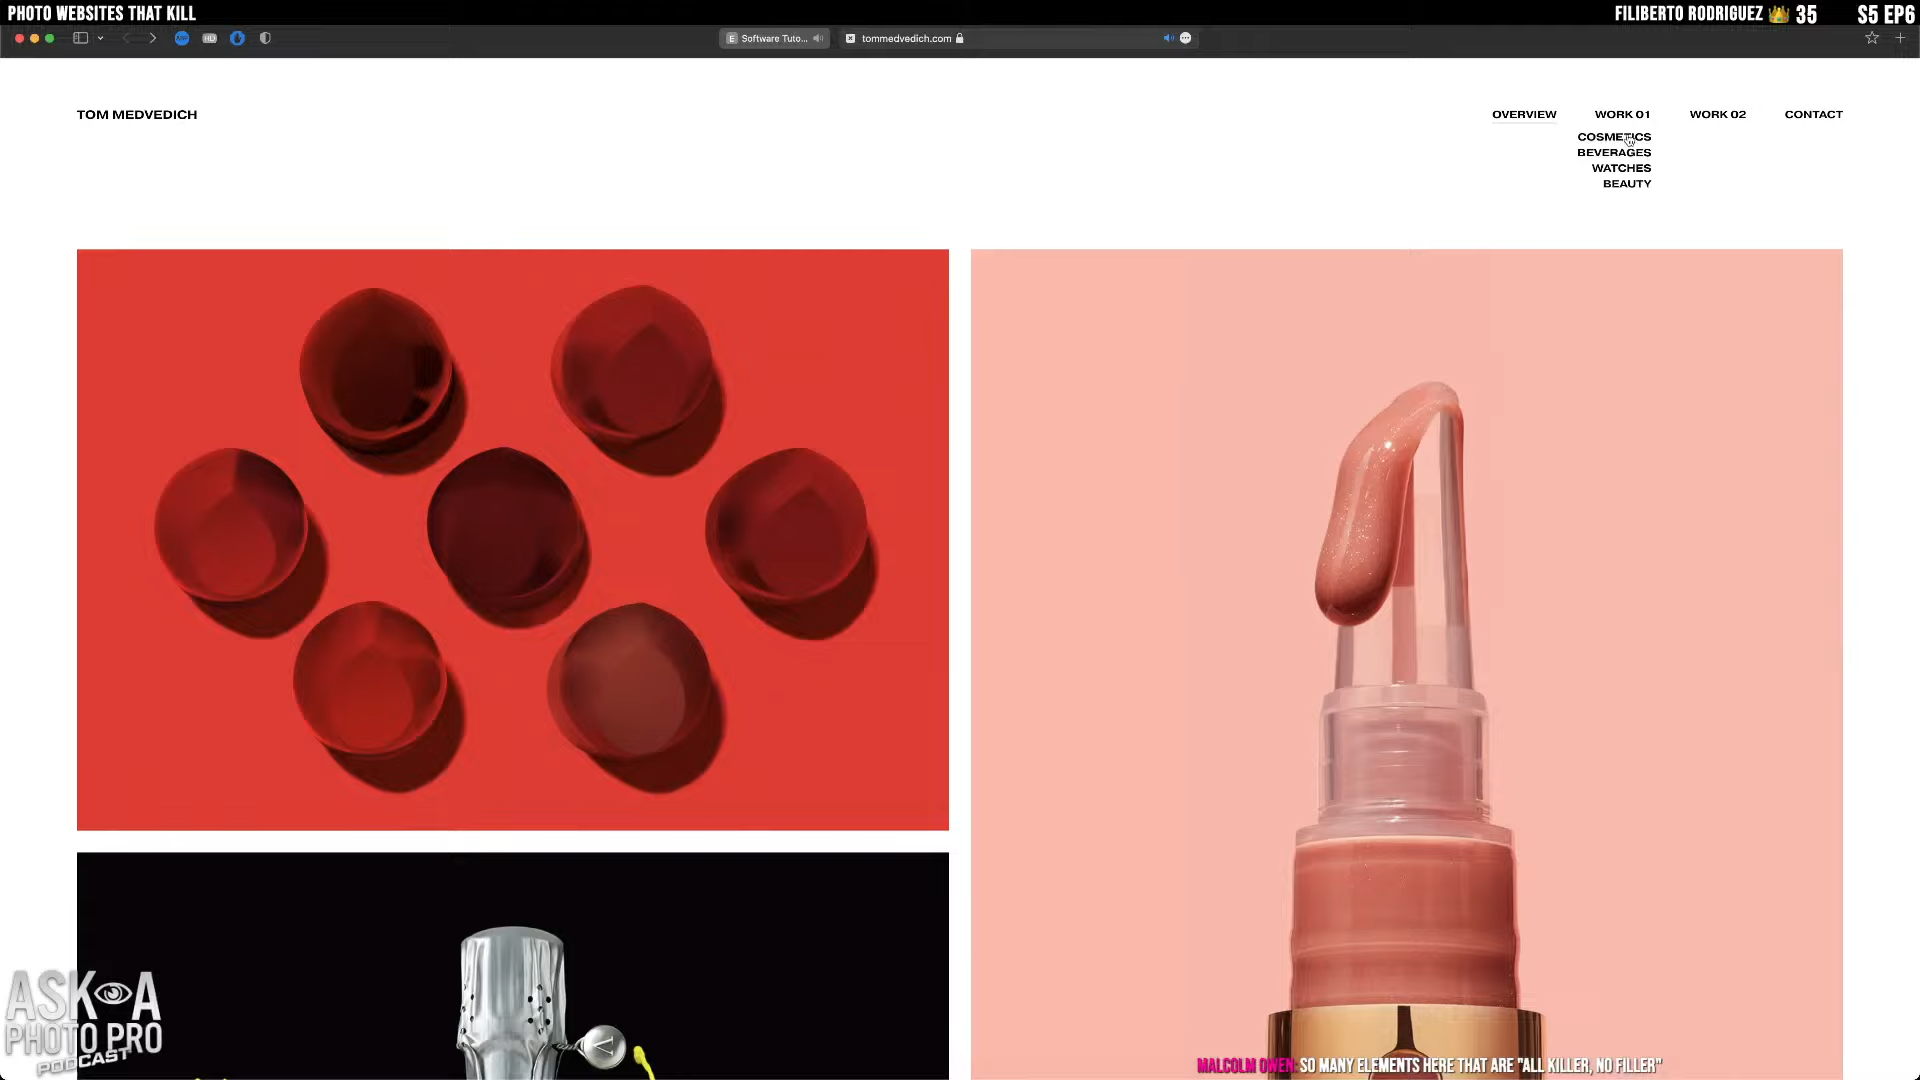 PHOTO WEBSITES THAT KILL
FILIBERTO RODRIGUEZ 👑 35
S5 EP6
Software Tuto...
tommedvedich.com
TOM MEDVEDICH
OVERVIEW
WORK 01
WORK 02
CONTACT
COSMETICS
BEVERAGES
WATCHES
BEAUTY
V
ASK A
PHOTO PRO
PODCAST
MALCOLM OWEN: SO MANY ELEMENTS HERE THAT ARE "ALL KILLER, NO FILLER"